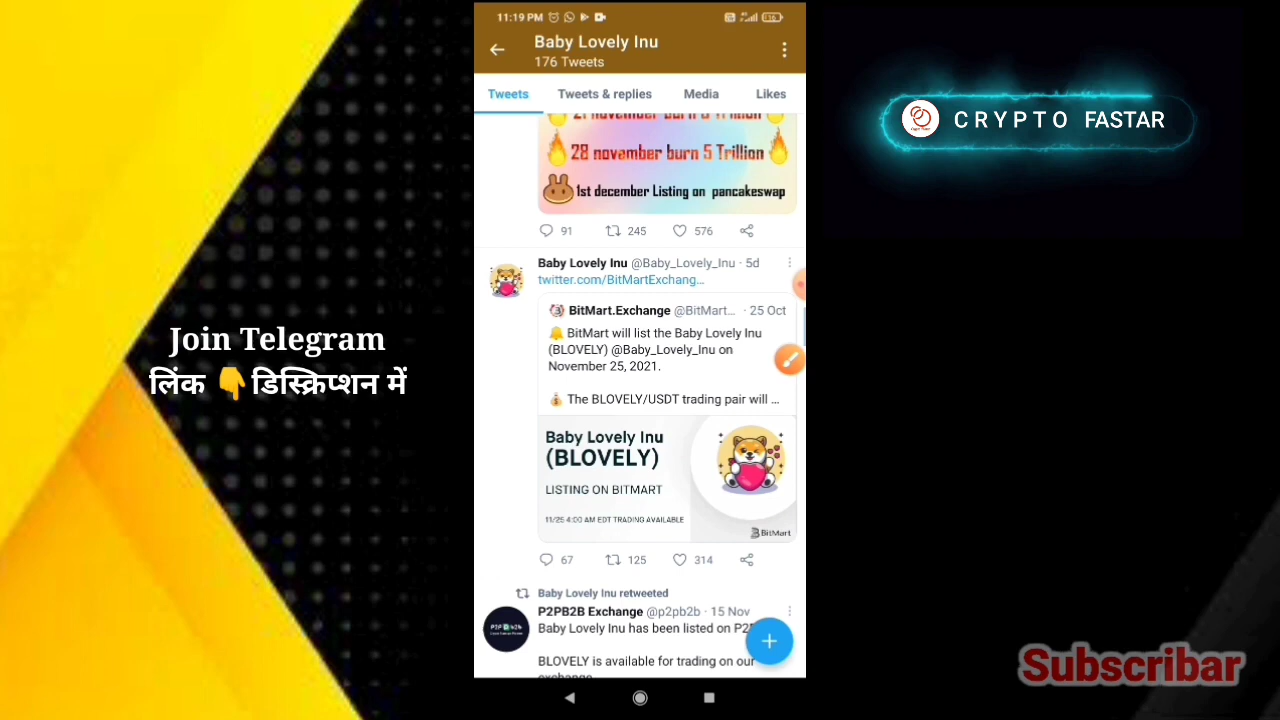 11:19 PM
Baby Lovely Inu
176 Tweets
Tweets
Tweets & replies
Media
Likes
28 november burn 5 Trillion
1st december Listing on pancakeswap
91
245
576
Baby Lovely Inu @Baby_Lovely_Inu · 5d
twitter.com/BitMartExchang…
BitMart.Exchange @BitMart… · 25 Oct
🔔 BitMart will list the Baby Lovely Inu
(BLOVELY) @Baby_Lovely_Inu on
November 25, 2021.
💰 The BLOVELY/USDT trading pair will …
Baby Lovely Inu
(BLOVELY)
LISTING ON BITMART
11/25 4:00 AM EDT TRADING AVAILABLE
BitMart
67
125
314
Baby Lovely Inu retweeted
P2PB2B Exchange @p2pb2b · 15 Nov
Baby Lovely Inu has been listed on
BLOVELY is available for trading on our
exchange
Join Telegram
लिंक 👇डिस्क्रिप्शन में
CRYPTO FASTAR
Subscribar